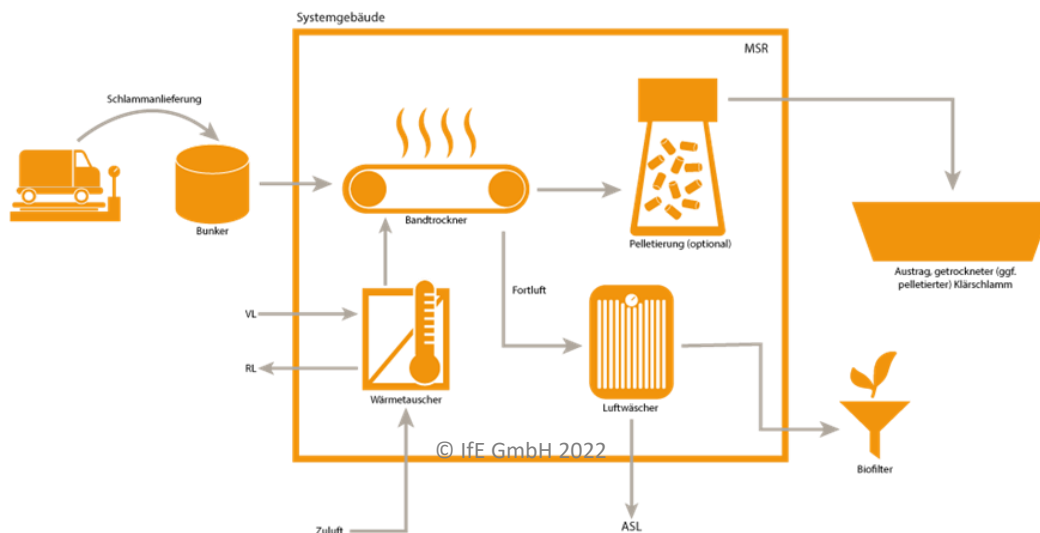 Systemgebäude
MSR
Schlammanlieferung
Bunker
Bandtrockner
Pelletierung (optional)
Austrag, getrockneter (ggf.
pelletierter) Klärschlamm
Fortluft
VL
RL
Wärmetauscher
Luftwäscher
© IfE GmbH 2022
Biofilter
Zuluft
ASL